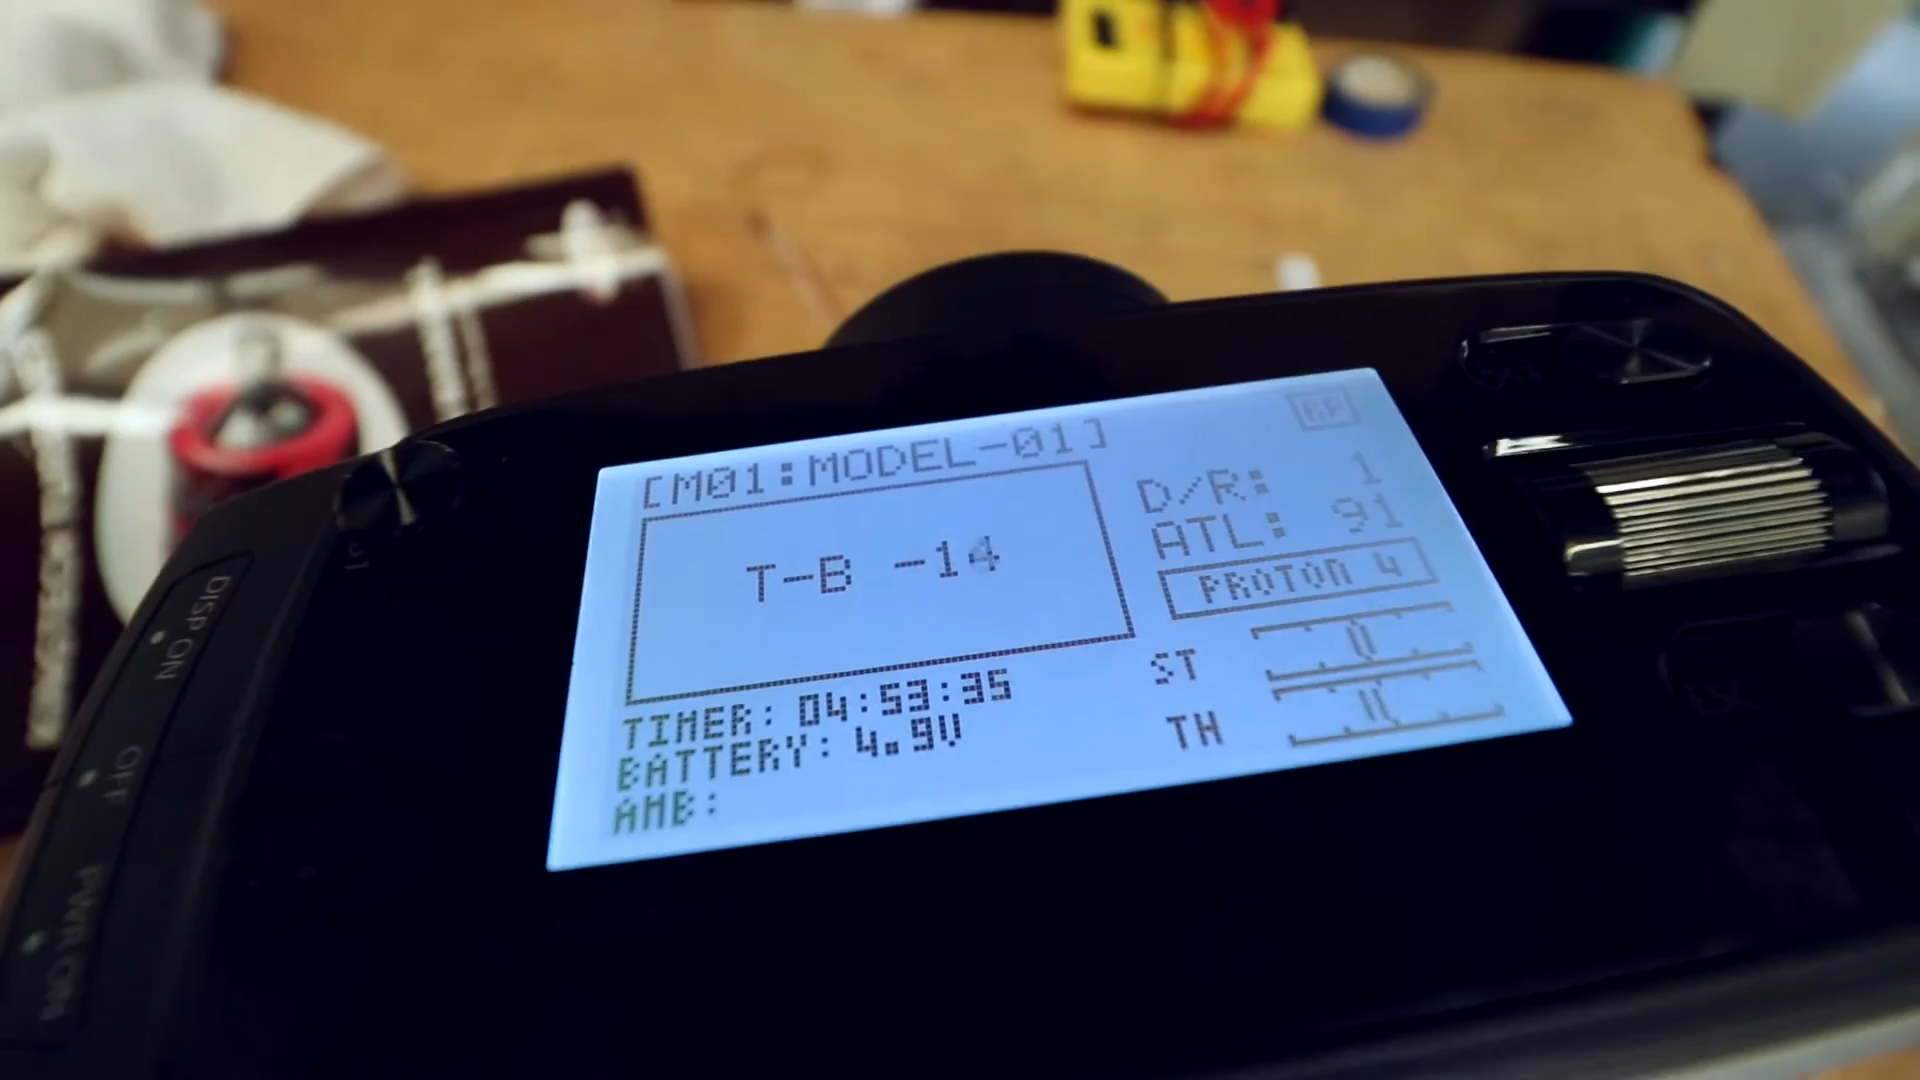 [M01:MODEL-01]
RF
T-B -14
D/R: 1
ATL: 91
PROTON 4
TIMER: 04:53:35
BATTERY: 4.9V
AMB:
ST
TH
DISP ON
OFF
PWR ON